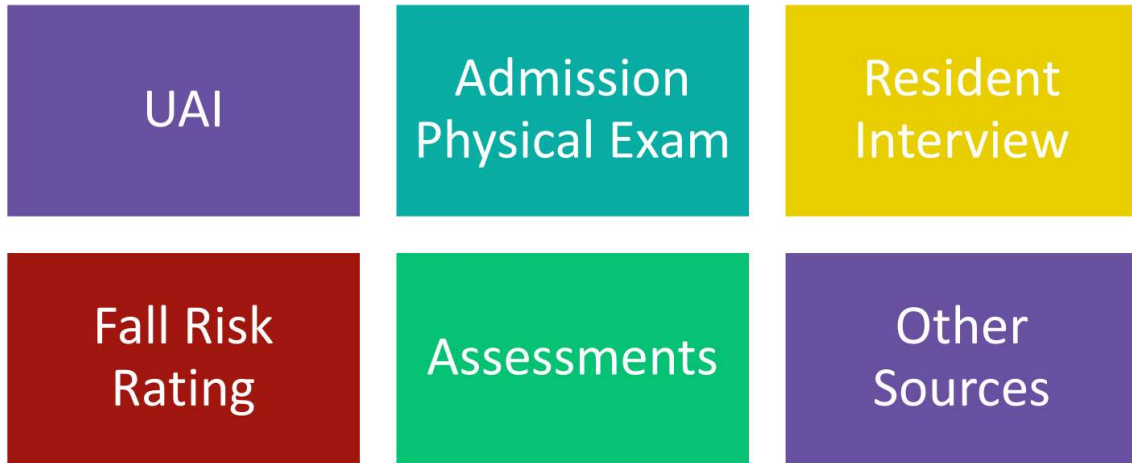 UAI
Admission
Physical Exam
Resident
Interview
Fall Risk
Rating
Assessments
Other
Sources